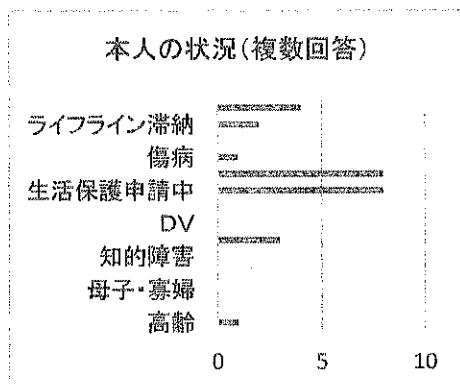 本人の状況(複数回答)
ライフライン滞納
傷病
生活保護申請中
DV
知的障害
母子・寡婦
高齢
0 5 10